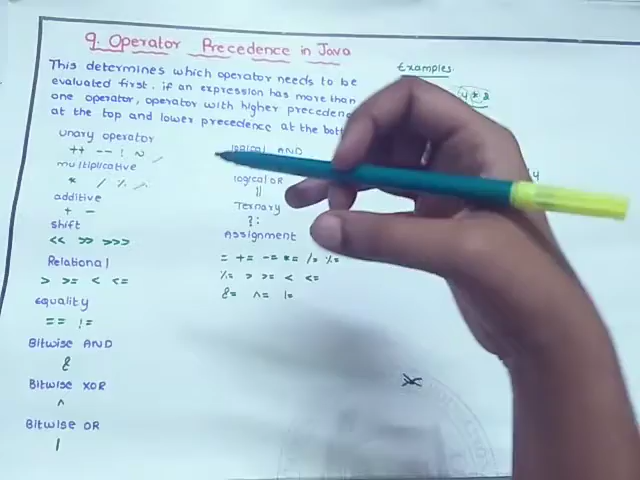 9. Operator Precedence in Java
This determines which operator needs to be
evaluated first. if an expression has more than
one operator, operator with higher precedenc
at the top and lower precedence at the bott
unary operator
++ -- ! ~
multiplicative
* / %
additive
+ -
shift
<< >> >>>
Relational
> >= < <=
Equality
== !=
Bitwise AND
&
Bitwise XOR
^
Bitwise OR
|
logical AND
logical OR
||
Ternary
?:
Assignment
= += -= *= /= %=
%= > >= < <=
&= ^= |=
Examples